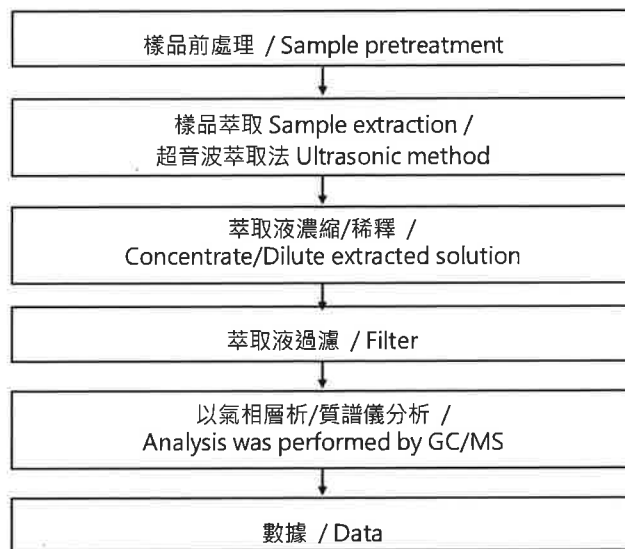 樣品前處理 / Sample pretreatment
樣品萃取 Sample extraction /
超音波萃取法 Ultrasonic method
萃取液濃縮/稀釋 /
Concentrate/Dilute extracted solution
萃取液過濾 / Filter
以氣相層析/質譜儀分析 /
Analysis was performed by GC/MS
數據 / Data